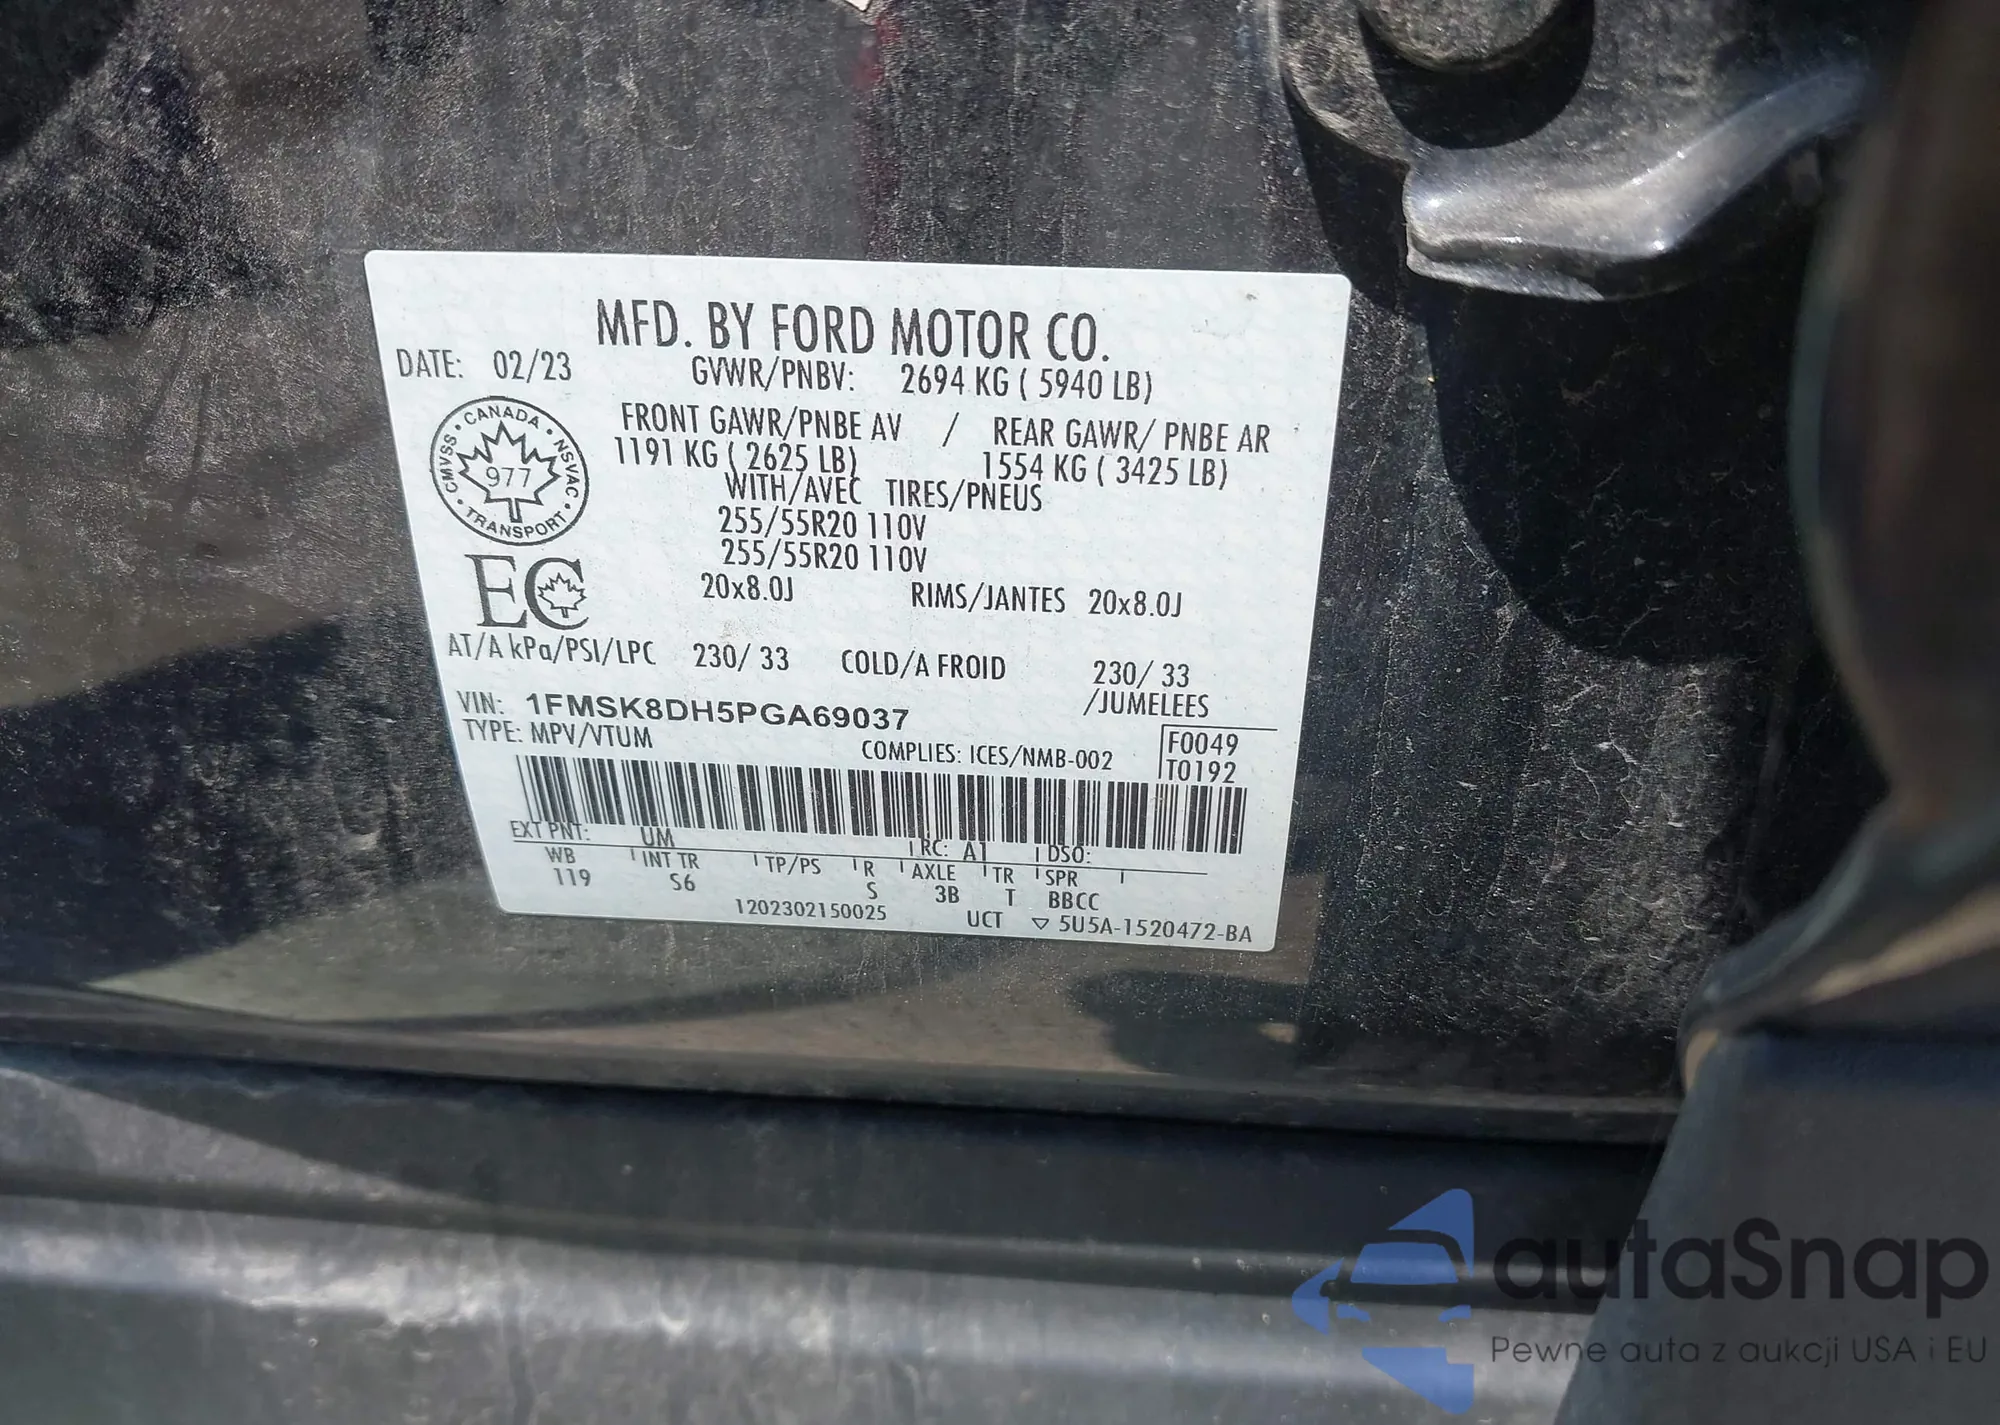 MFD. BY FORD MOTOR CO.
DATE: 02/23 GVWR/PNBV: 2694 KG ( 5940 LB)
FRONT GAWR/PNBE AV / REAR GAWR/ PNBE AR
1191 KG ( 2625 LB) 1554 KG ( 3425 LB)
WITH/AVEC TIRES/PNEUS
255/55R20 110V
255/55R20 110V
20x8.0J RIMS/JANTES 20x8.0J
CANADA • NSVAC • TRANSPORT • CMVSS •
977
EC
AT/A kPa/PSI/LPC 230/ 33 COLD/A FROID 230/ 33
/JUMELEES
VIN: 1FMSK8DH5PGA69037
TYPE: MPV/VTUM
COMPLIES: ICES/NMB-002
F0049
T0192
EXT PNT: UM RC: A1 DSO:
WB INT TR TP/PS R AXLE TR SPR
119 S6 S 3B T BBCC
1202302150025 UCT ▽ 5U5A-1520472-BA
autaSnap
Pewne auta z aukcji USA i EU